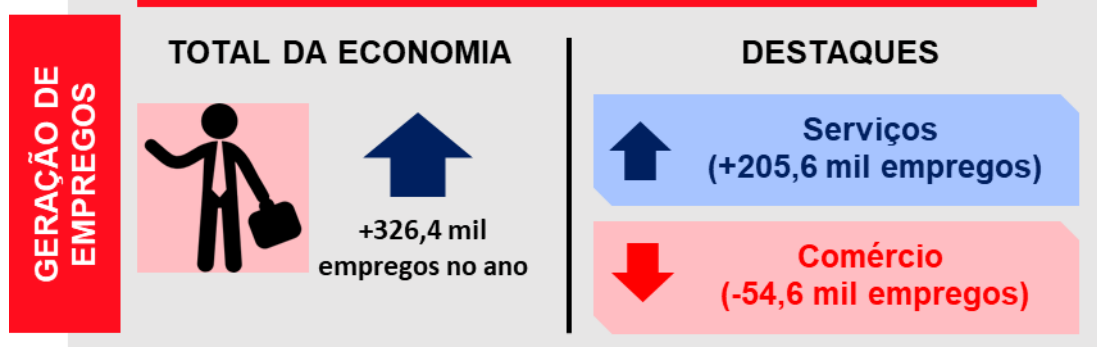 GERAÇÃO DE
EMPREGOS
TOTAL DA ECONOMIA
+326,4 mil
empregos no ano
DESTAQUES
Serviços
(+205,6 mil empregos)
Comércio
(-54,6 mil empregos)